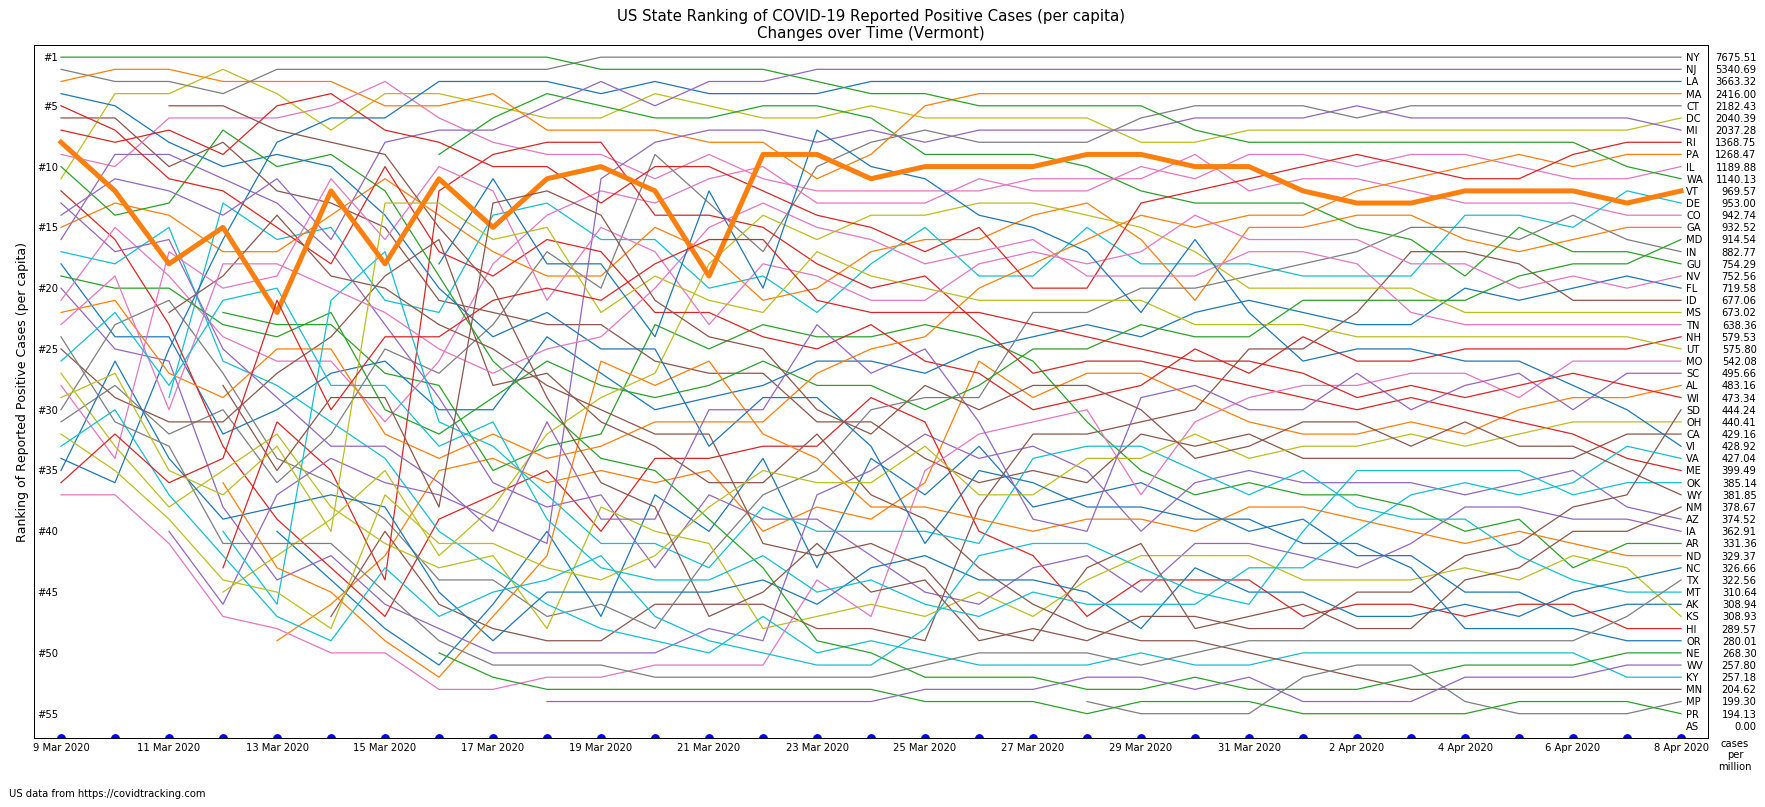 US State Ranking of COVID-19 Reported Positive Cases (per capita)
Changes over Time (Vermont)
Ranking of Reported Positive Cases (per capita)
#1
#5
#10
#15
#20
#25
#30
#35
#40
#45
#50
#55
NY 7675.51
NJ 5340.69
LA 3663.32
MA 2416.00
CT 2182.43
DC 2040.39
MI 2037.28
RI 1368.75
PA 1268.47
IL 1189.88
WA 1140.13
VT 969.57
DE 953.00
CO 942.74
GA 932.52
MD 914.54
IN 882.77
GU 754.29
NV 752.56
FL 719.58
ID 677.06
MS 673.02
TN 638.36
NH 579.53
UT 575.80
MO 542.08
SC 495.66
AL 483.16
WI 473.34
SD 444.24
OH 440.41
CA 429.16
VI 428.92
VA 427.04
ME 399.49
OK 385.14
WY 381.85
NM 378.67
AZ 374.52
IA 362.91
AR 331.36
ND 329.37
NC 326.66
TX 322.56
MT 310.64
AK 308.94
KS 308.93
HI 289.57
OR 280.01
NE 268.30
WV 257.80
KY 257.18
MN 204.62
MP 199.30
PR 194.13
AS 0.00
9 Mar 2020 11 Mar 2020 13 Mar 2020 15 Mar 2020 17 Mar 2020 19 Mar 2020 21 Mar 2020 23 Mar 2020 25 Mar 2020 27 Mar 2020 29 Mar 2020 31 Mar 2020 2 Apr 2020 4 Apr 2020 6 Apr 2020 8 Apr 2020
cases
per
million
US data from https://covidtracking.com